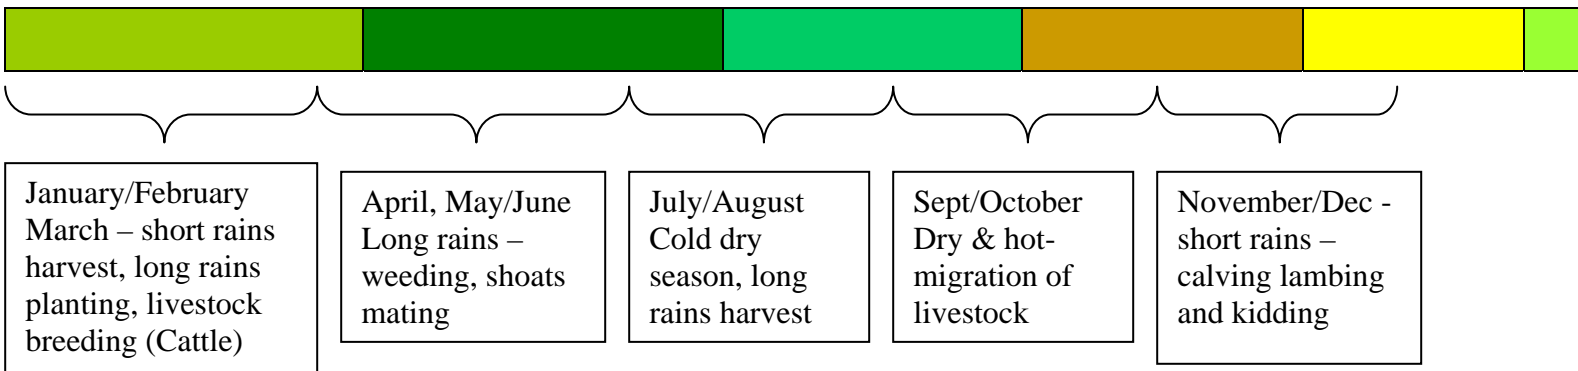 January/February
March – short rains
harvest, long rains
planting, livestock
breeding (Cattle)
April, May/June
Long rains –
weeding, shoats
mating
July/August
Cold dry
season, long
rains harvest
Sept/October
Dry & hot-
migration of
livestock
November/Dec -
short rains –
calving lambing
and kidding